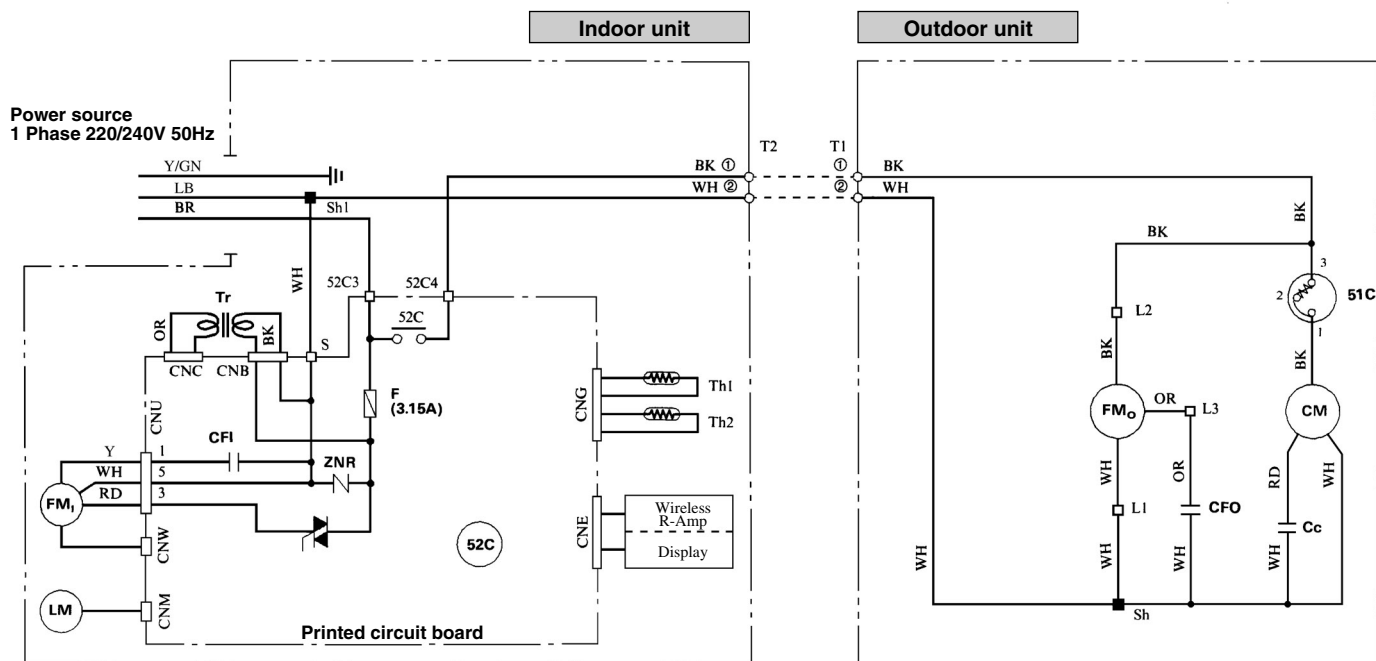 Indoor unit
Outdoor unit
Power source
1 Phase 220/240V 50Hz
Y/GN
LB
BR
Sh1
BK ①
WH ②
T2
T1
①
②
BK
WH
WH
52C3
52C4
52C
Tr
OR
BK
S
CNC
CNB
F
(3.15A)
CNU
CFI
ZNR
Y
WH
RD
1
5
3
FM1
CNW
LM
CNM
52C
CNG
Th1
Th2
CNE
Wireless
R-Amp
Display
Printed circuit board
BK
BK
3
2
51C
1
L2
BK
BK
FMO
OR
L3
CM
WH
OR
RD
WH
L1
CFO
Cc
WH
WH
WH
WH
Sh